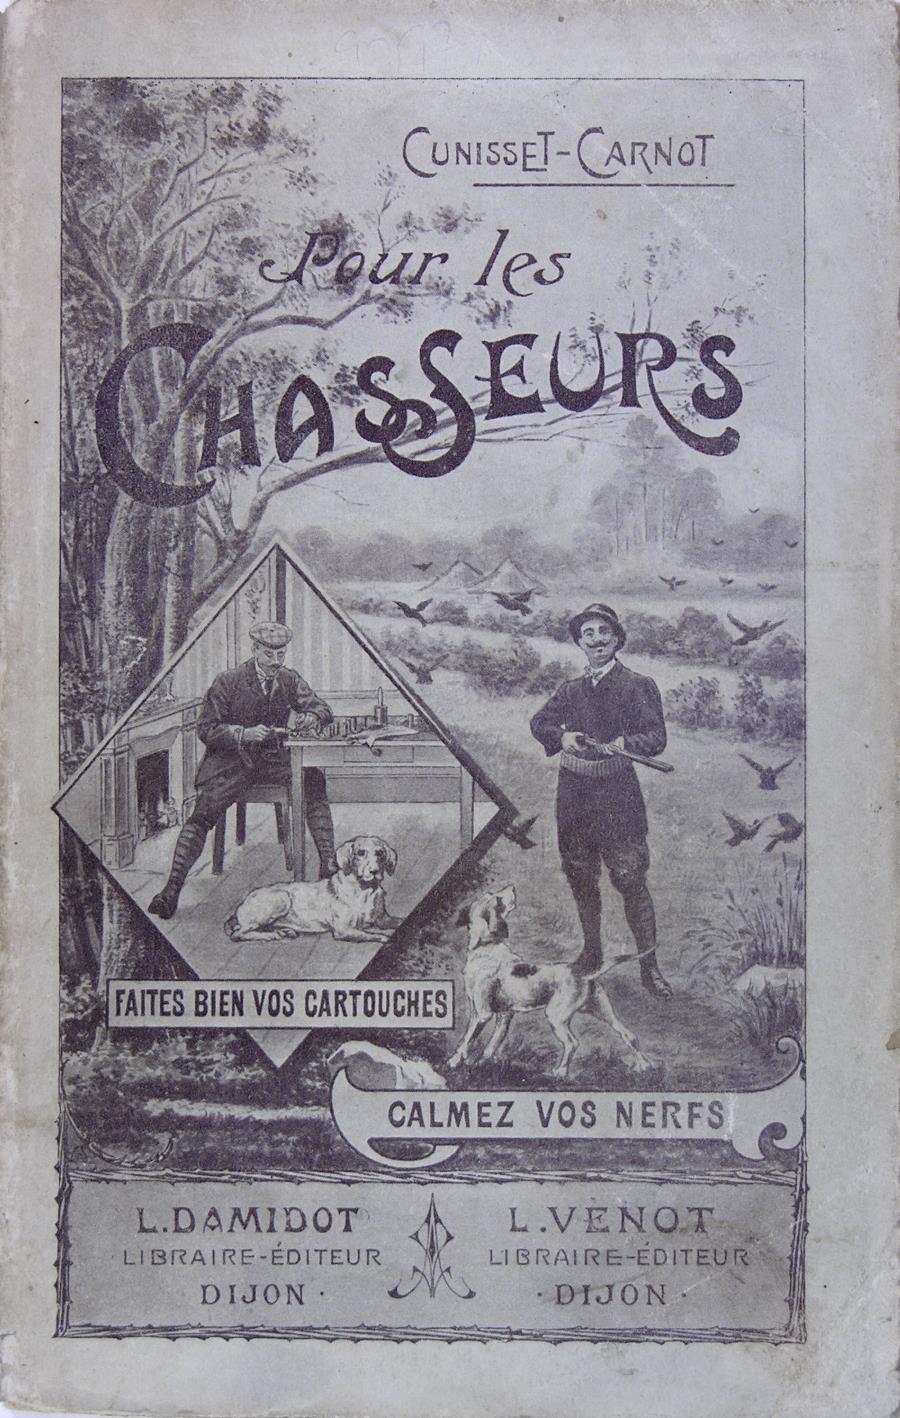 CUNISSET-CARNOT
Pour les
CHASSEURS
FAITES BIEN VOS CARTOUCHES
CALMEZ VOS NERFS
L. DAMIDOT
LIBRAIRE-ÉDITEUR
DIJON
L. VENOT
LIBRAIRE-ÉDITEUR
DIJON